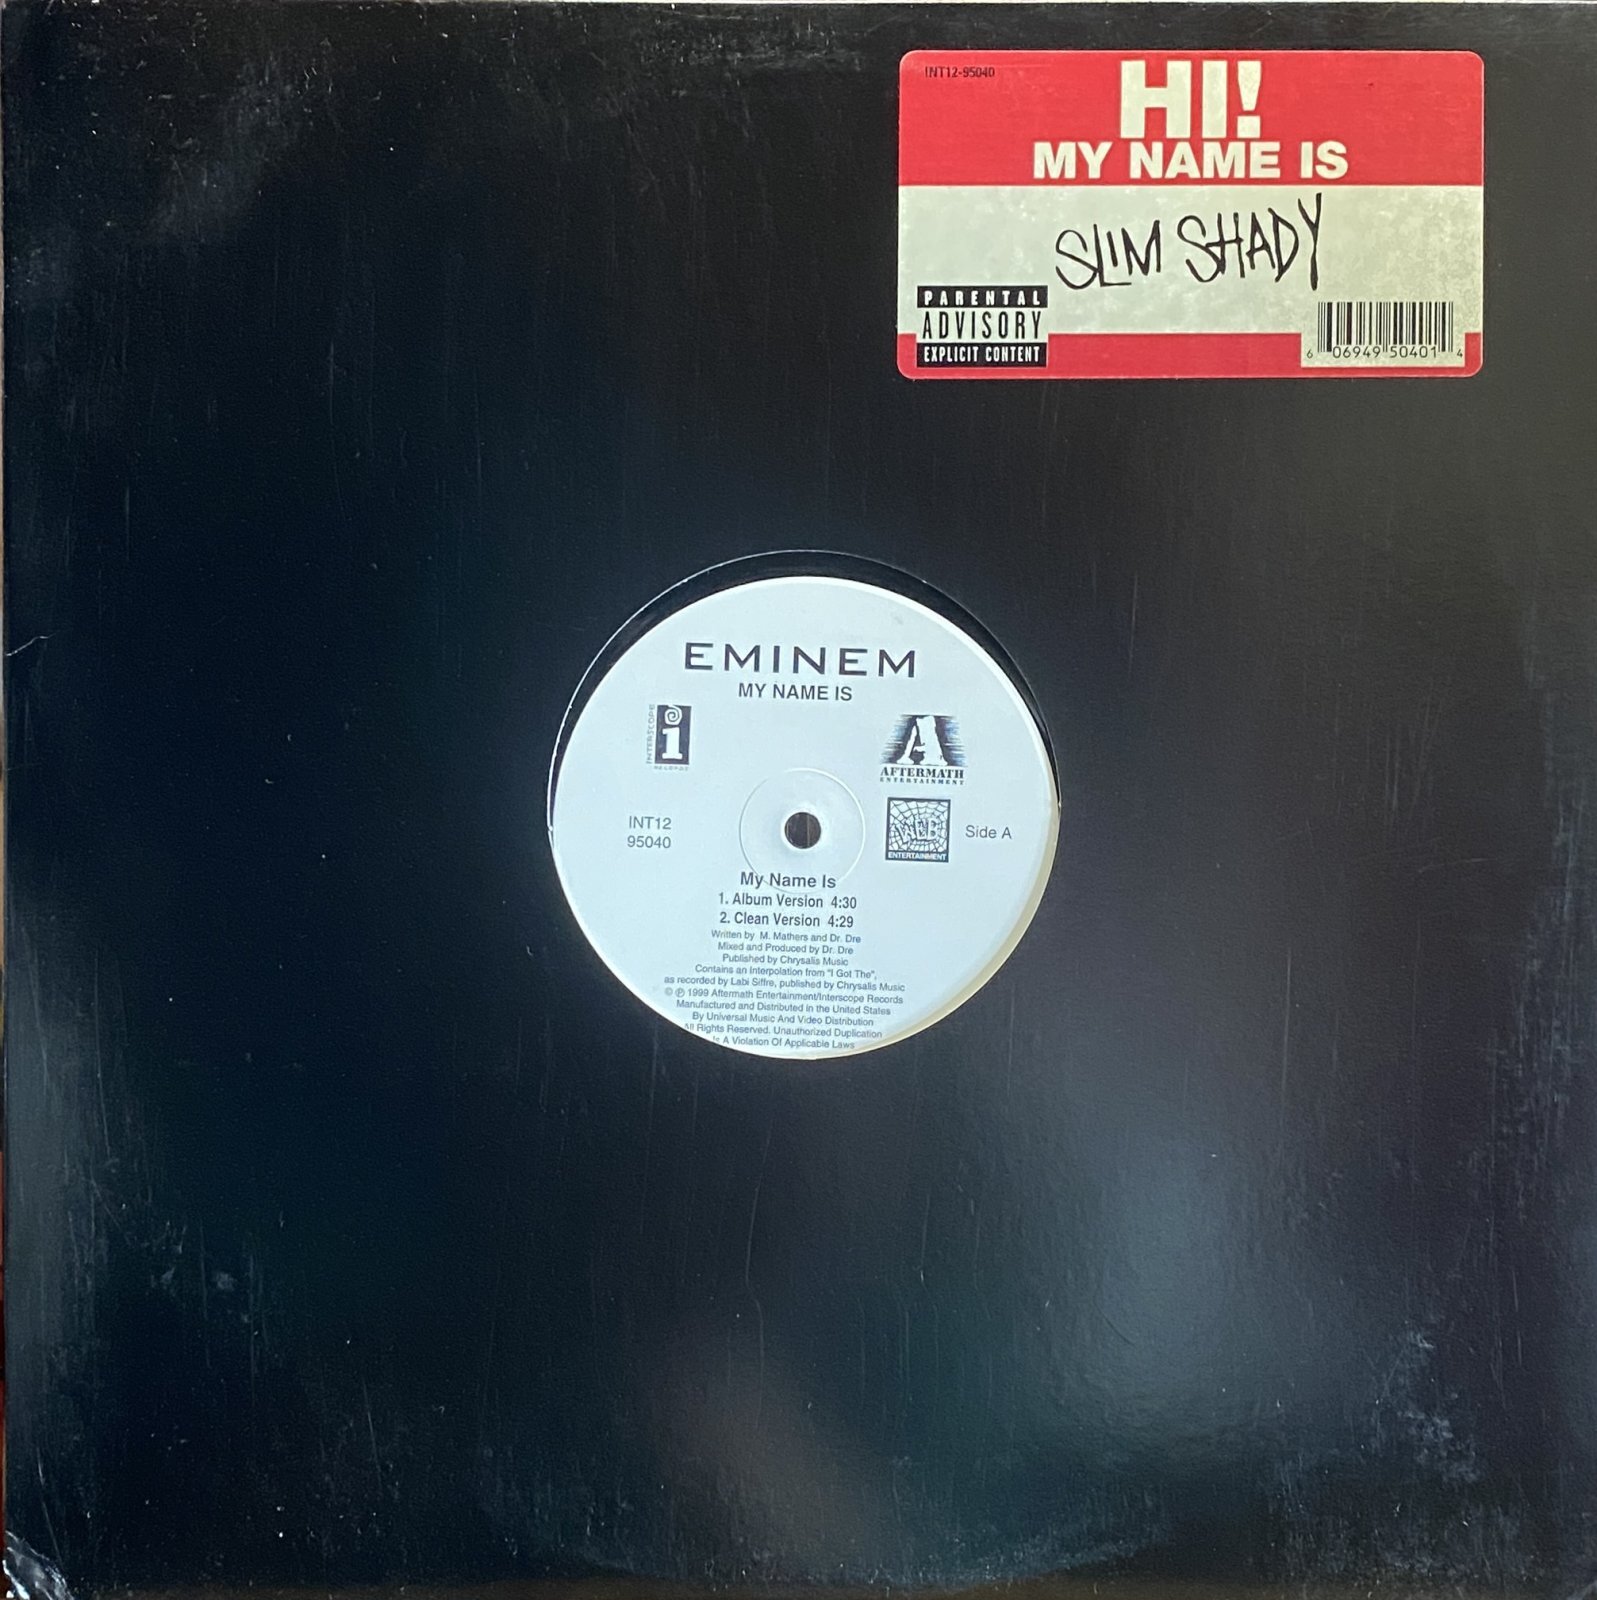 INT12-95040
HI!
MY NAME IS
SLIM SHADY
PARENTAL
ADVISORY
EXPLICIT CONTENT
6 06949 50401 4
EMINEM
MY NAME IS
INTERSCOPE
i
RECORDS
A
AFTERMATH
ENTERTAINMENT
INT12
95040
WEB
ENTERTAINMENT
Side A
My Name Is
1. Album Version 4:30
2. Clean Version 4:29
Written by M. Mathers and Dr. Dre
Mixed and Produced by Dr. Dre
Published by Chrysalis Music
Contains an Interpolation from "I Got The",
as recorded by Labi Siffre, published by Chrysalis Music
© ℗ 1999 Aftermath Entertainment/Interscope Records
Manufactured and Distributed in the United States
By Universal Music And Video Distribution
All Rights Reserved. Unauthorized Duplication
Is A Violation Of Applicable Laws